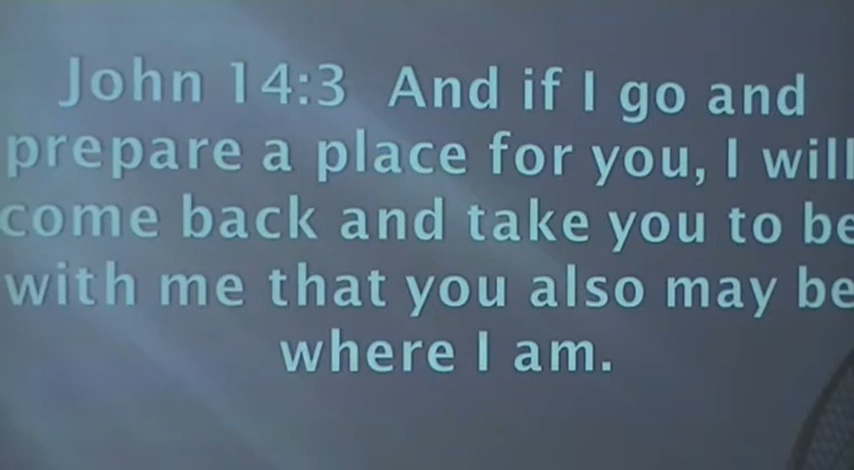 John 14:3 And if I go and
prepare a place for you, I will
come back and take you to be
with me that you also may be
where I am.